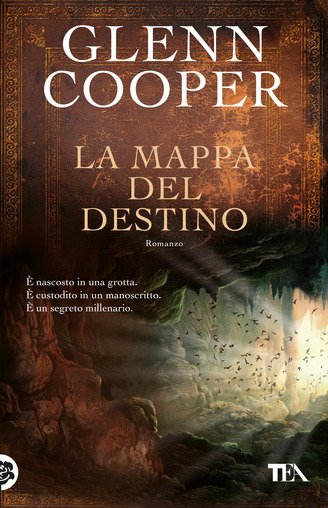 GLENN
COOPER
LA MAPPA
DEL
DESTINO
Romanzo
È nascosto in una grotta.
È custodito in un manoscritto.
È un segreto millenario.
TEA